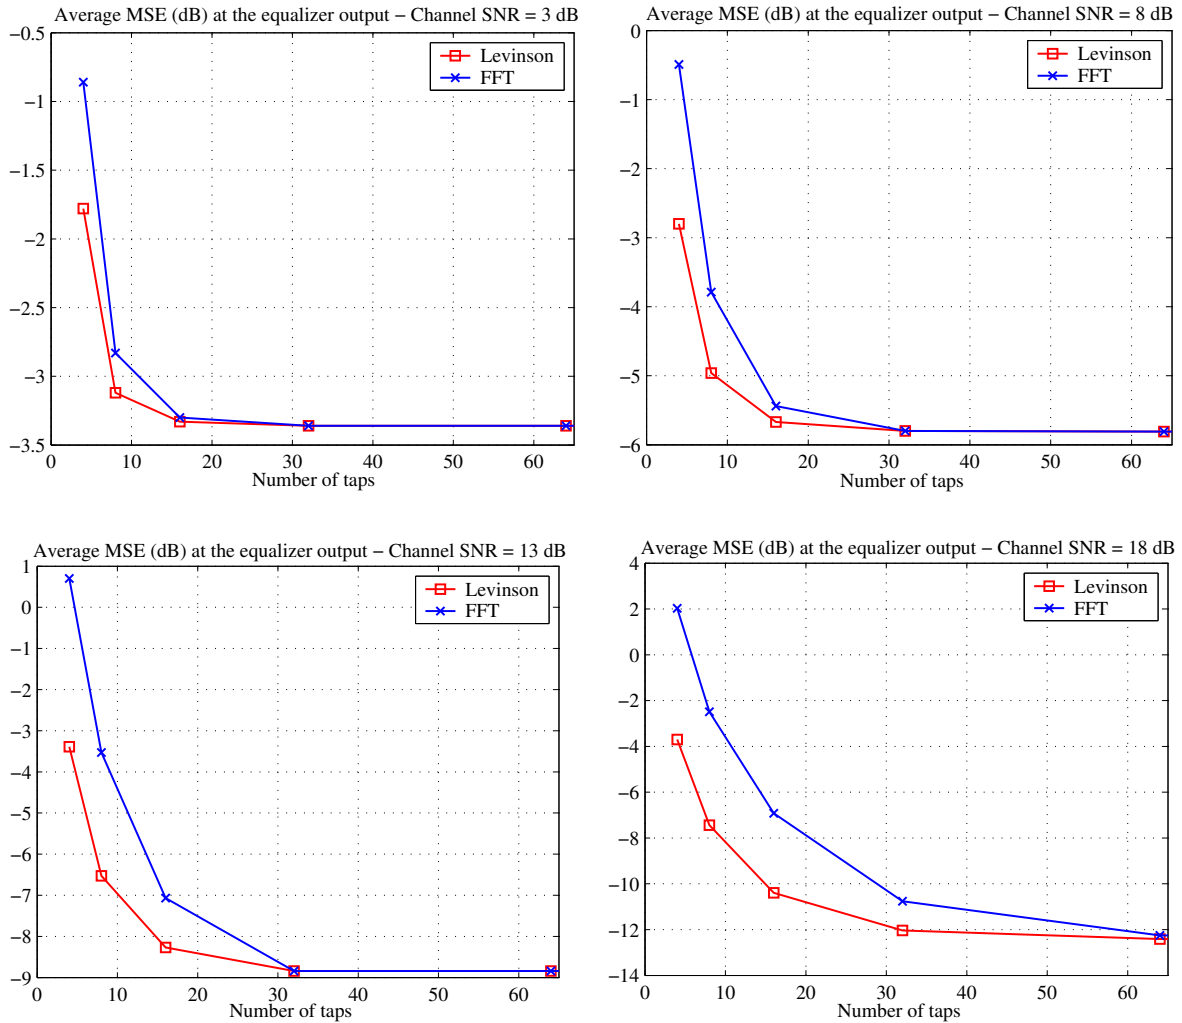 Average MSE (dB) at the equalizer output − Channel SNR = 3 dB
−0.5
−1
−1.5
−2
−2.5
−3
−3.5
0 10 20 30 40 50 60
Number of taps
Levinson
FFT
Average MSE (dB) at the equalizer output − Channel SNR = 8 dB
0
−1
−2
−3
−4
−5
−6
0 10 20 30 40 50 60
Number of taps
Levinson
FFT
Average MSE (dB) at the equalizer output − Channel SNR = 13 dB
1
0
−1
−2
−3
−4
−5
−6
−7
−8
−9
0 10 20 30 40 50 60
Number of taps
Levinson
FFT
Average MSE (dB) at the equalizer output − Channel SNR = 18 dB
4
2
0
−2
−4
−6
−8
−10
−12
−14
0 10 20 30 40 50 60
Number of taps
Levinson
FFT